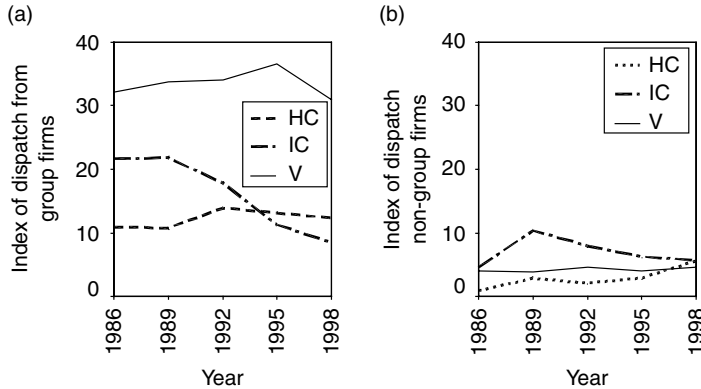 (a)
Index of dispatch from
group firms
40
30
20
10
0
HC
IC
V
1986
1989
1992
1995
1998
Year
(b)
Index of dispatch
non-group firms
40
30
20
10
0
HC
IC
V
1986
1989
1992
1995
1998
Year